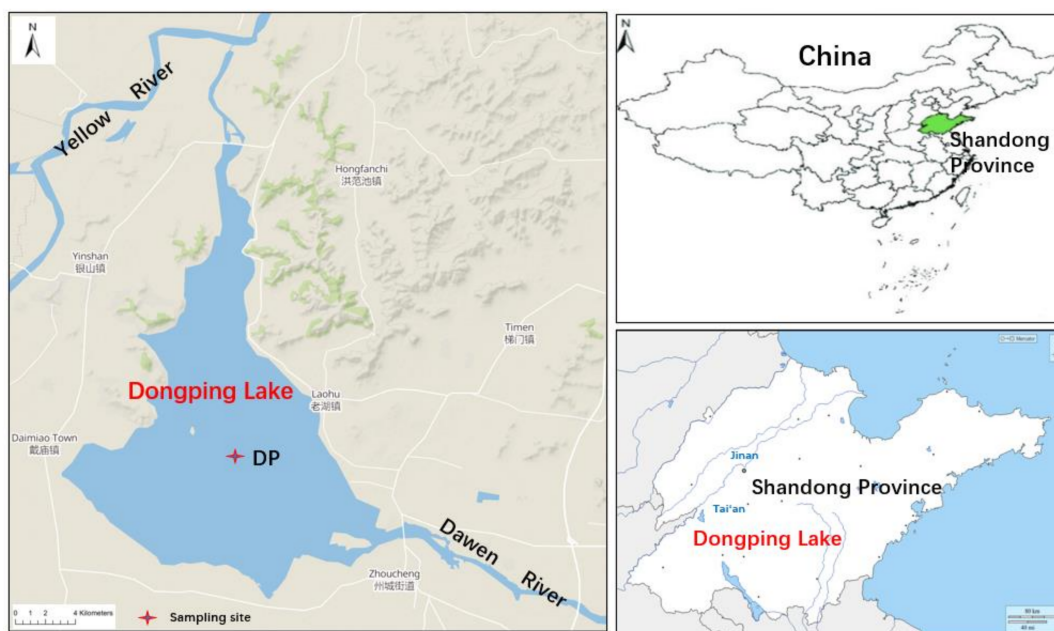 N
Yellow River
Hongfanchi
洪范池镇
Yinshan
银山镇
Timen
梯门镇
Dongping Lake
Laohu
老湖镇
Daimiao Town
戴庙镇
DP
Dawen River
Zhoucheng
州城街道
0 1 2 4 Kilometers
Sampling site
N
China
Shandong
Province
Jinan
Shandong Province
Tai'an
Dongping Lake